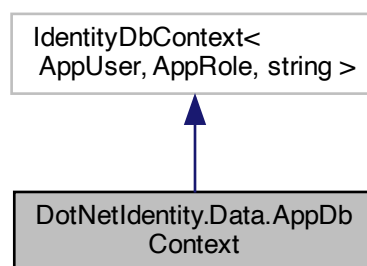 IdentityDbContext<
AppUser, AppRole, string >
DotNetIdentity.Data.AppDb
Context